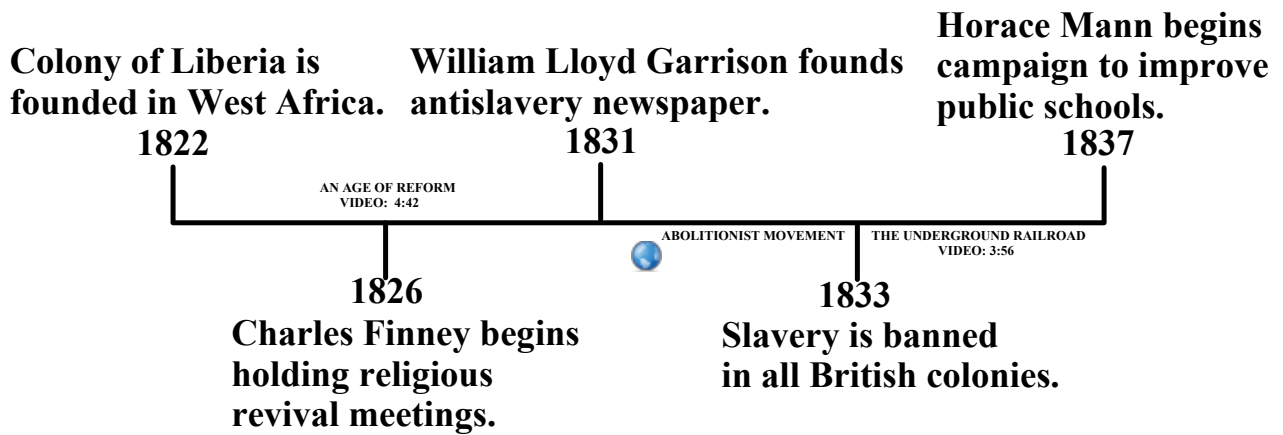 Colony of Liberia is
founded in West Africa.
1822
William Lloyd Garrison founds
antislavery newspaper.
1831
Horace Mann begins
campaign to improve
public schools.
1837
AN AGE OF REFORM
VIDEO: 4:42
ABOLITIONIST MOVEMENT
THE UNDERGROUND RAILROAD
VIDEO: 3:56
1826
Charles Finney begins
holding religious
revival meetings.
1833
Slavery is banned
in all British colonies.